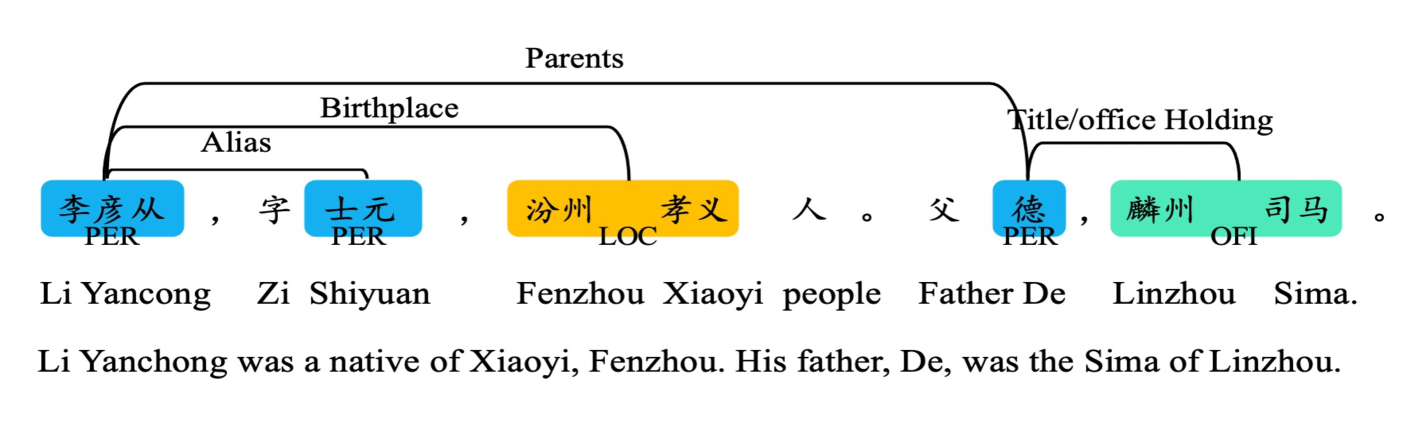 Parents
Birthplace
Title/office Holding
Alias
李彦从 , 字 士元 , 汾州 孝义 人 。 父 德 , 麟州 司马 。
PER PER LOC PER OFI
Li Yancong Zi Shiyuan Fenzhou Xiaoyi people Father De Linzhou Sima.
Li Yanchong was a native of Xiaoyi, Fenzhou. His father, De, was the Sima of Linzhou.